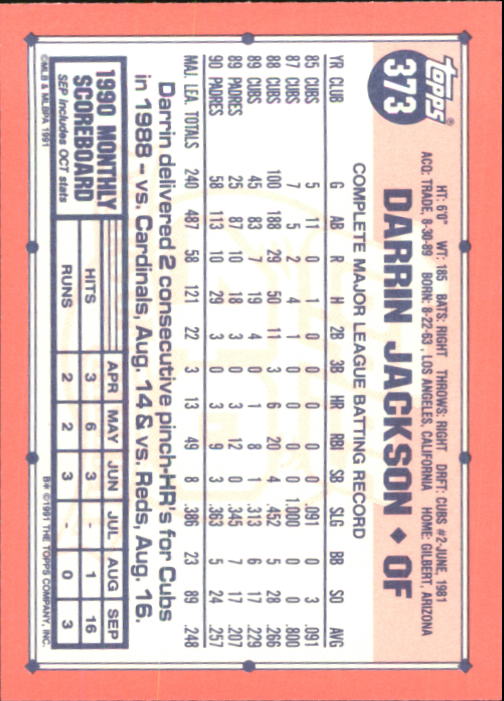 Topps®
373
HT: 6'0" WT: 185 BATS: RIGHT THROWS: RIGHT DRFT: CUBS #2-JUNE, 1981
ACQ: TRADE, 8-30-89 BORN: 8-22-63, LOS ANGELES, CALIFORNIA HOME: GILBERT, ARIZONA
DARRIN JACKSON ◆ OF
COMPLETE MAJOR LEAGUE BATTING RECORD
YR CLUB G AB R H 2B 3B HR RBI SB SLG BB SO AVG
85 CUBS 5 11 0 1 0 0 0 0 0 .091 0 3 .091
87 CUBS 7 5 2 4 1 0 0 0 0 1.000 0 0 .800
88 CUBS 100 188 29 50 11 3 6 20 4 .452 5 28 .266
89 CUBS 45 83 7 19 4 0 1 8 1 .313 6 17 .229
89 PADRES 25 87 10 18 3 0 3 12 0 .345 7 17 .207
90 PADRES 58 113 10 29 3 0 3 9 3 .363 5 24 .257
MAJ. LEA. TOTALS 240 487 58 121 22 3 13 49 8 .386 23 89 .248
Darrin delivered 2 consecutive pinch-HR's for Cubs
in 1988 – vs. Cardinals, Aug. 14 & vs. Reds, Aug. 16.
1990 MONTHLY
SCOREBOARD
SEP includes OCT stats
APR MAY JUN JUL AUG SEP
HITS 3 6 3 - 1 16
RUNS 2 2 3 - 0 3
©MLB & MLBPA 1991
B* ©1991 THE TOPPS COMPANY, INC.